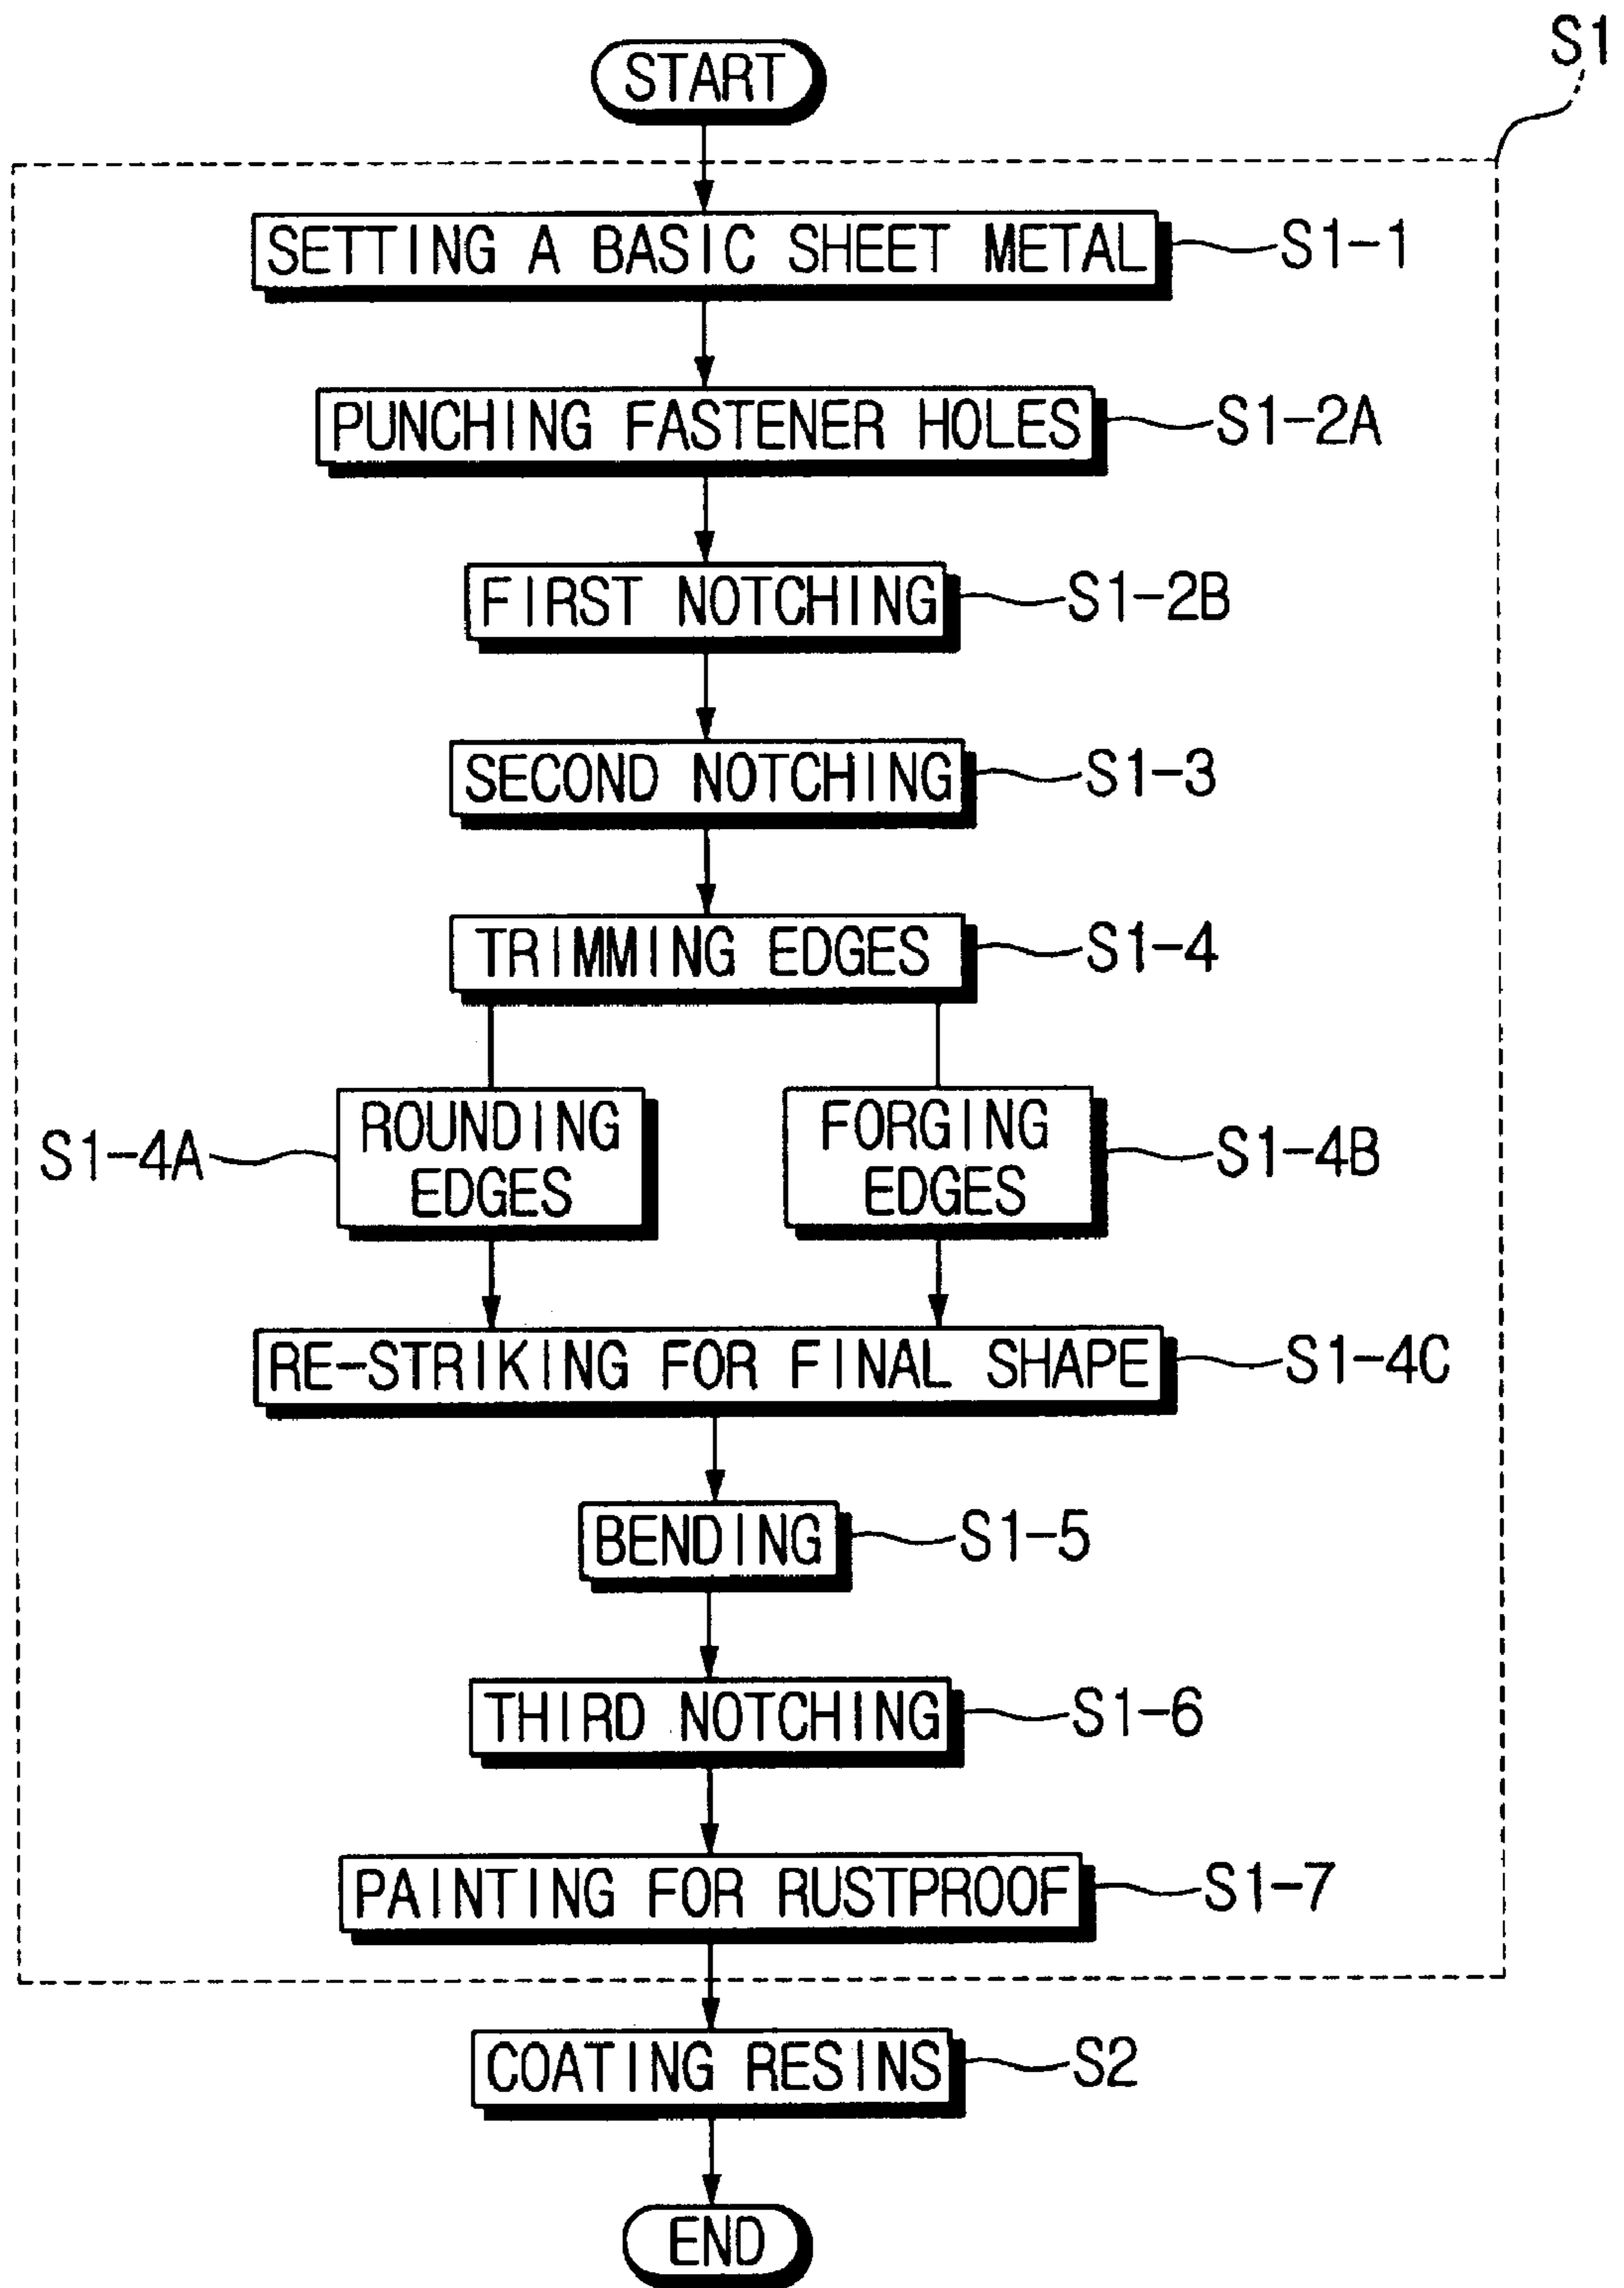 S1
START
SETTING A BASIC SHEET METAL
S1-1
PUNCHING FASTENER HOLES
S1-2A
FIRST NOTCHING
S1-2B
SECOND NOTCHING
S1-3
TRIMMING EDGES
S1-4
S1-4A
ROUNDING
EDGES
FORGING
EDGES
S1-4B
RE-STRIKING FOR FINAL SHAPE
S1-4C
BENDING
S1-5
THIRD NOTCHING
S1-6
PAINTING FOR RUSTPROOF
S1-7
COATING RESINS
S2
END